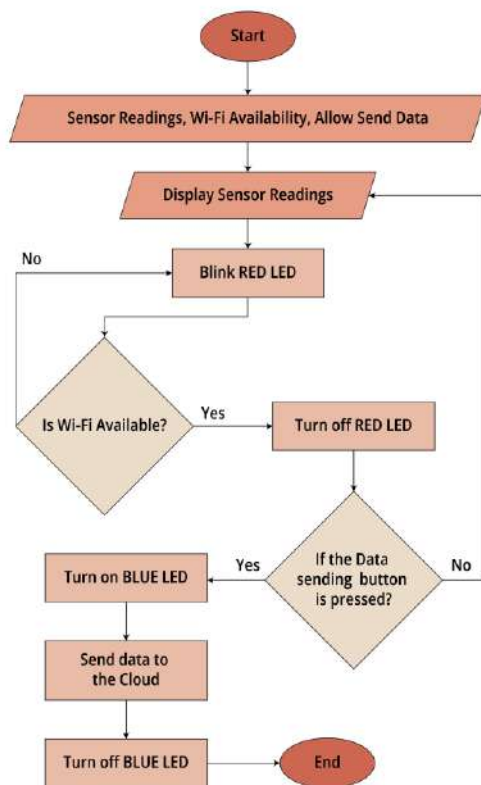 Start
Sensor Readings, Wi-Fi Availability, Allow Send Data
Display Sensor Readings
No
Blink RED LED
Is Wi-Fi Available?
Yes
Turn off RED LED
If the Data
sending button
is pressed?
Yes
No
Turn on BLUE LED
Send data to
the Cloud
Turn off BLUE LED
End